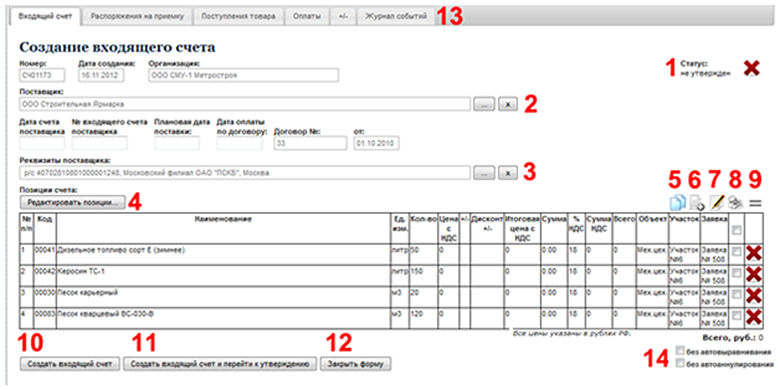 Входящий счет Распоряжения на приемку Поступления товара Оплаты +/- Журнал событий 13
Создание входящего счета
Номер: Дата создания: Организация:
СЧ01173 16.11.2012 ООО СМУ-1 Метростроя
1 Статус:
не утвержден
Поставщик:
ООО Строительная Ярмарка ... x 2
Дата счета поставщика № входящего счета поставщика Плановая дата поставки: Дата оплаты по договору: Договор №: от:
33 01.10.2010
Реквизиты поставщика:
р/с 40702810801000001248, Московский филиал ОАО "ПСКБ", Москва ... x 3
Позиции счета:
Редактировать позиции... 4
5 6 7 8 9
№ п/п Код Наименование Ед. изм. Кол-во Цена с НДС +/- Дисконт +/- Итоговая цена с НДС Сумма % НДС Сумма НДС Всего Объект Участок Заявка
1 00041 Дизельное топливо сорт Е (зимнее) литр 50 0 0 0.00 18 0 0 Мех.цех Участок №6 Заявка № 508
2 00042 Керосин ТС-1 литр 150 0 0 0.00 18 0 0 Мех.цех Участок №6 Заявка № 508
3 00030 Песок карьерный м3 20 0 0 0.00 18 0 0 Мех.цех Участок №6 Заявка № 508
4 00083 Песок кварцевый ВС-030-В м3 120 0 0 0.00 18 0 0 Мех.цех Участок №6 Заявка № 508
Все цены указаны в рублях РФ.
Всего, руб.: 0
10 11 12
Создать входящий счет Создать входящий счет и перейти к утверждению Закрыть форму
14 без автовыравнивания
без автоаннулирования